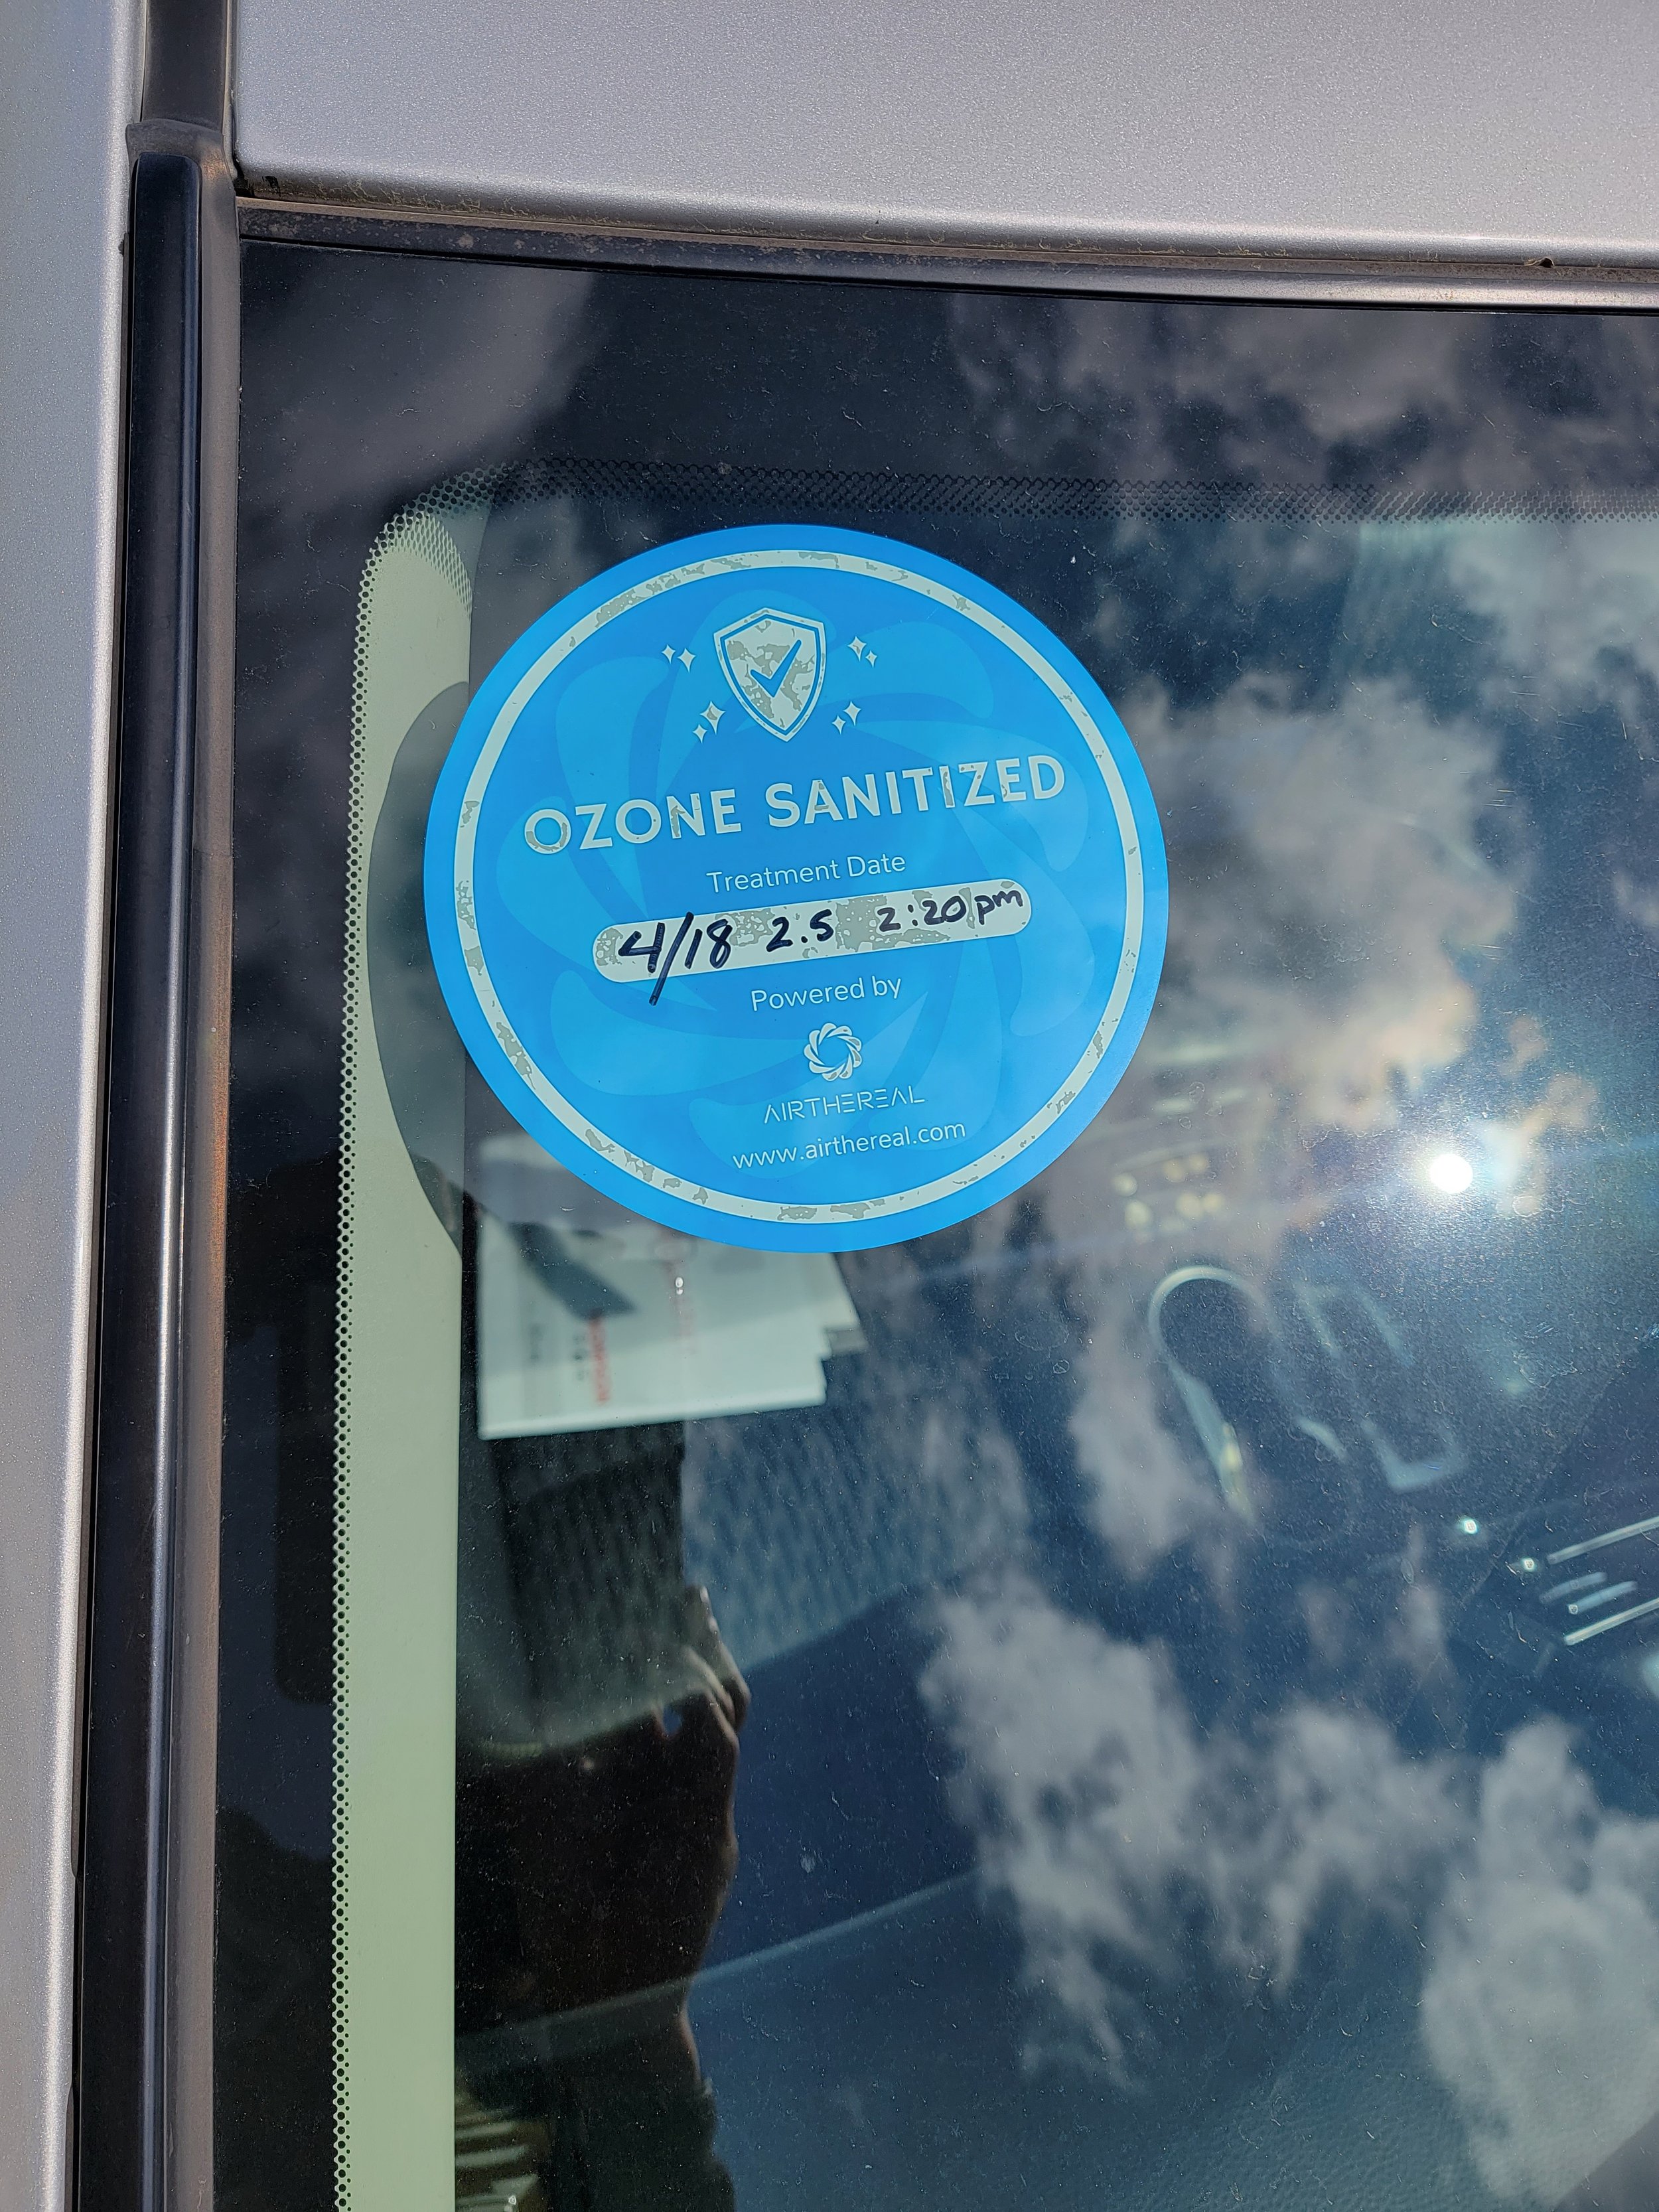 OZONE SANITIZED
Treatment Date
4/18 2.5 2:20pm
Powered by
AIRTHEREAL
www.airthereal.com